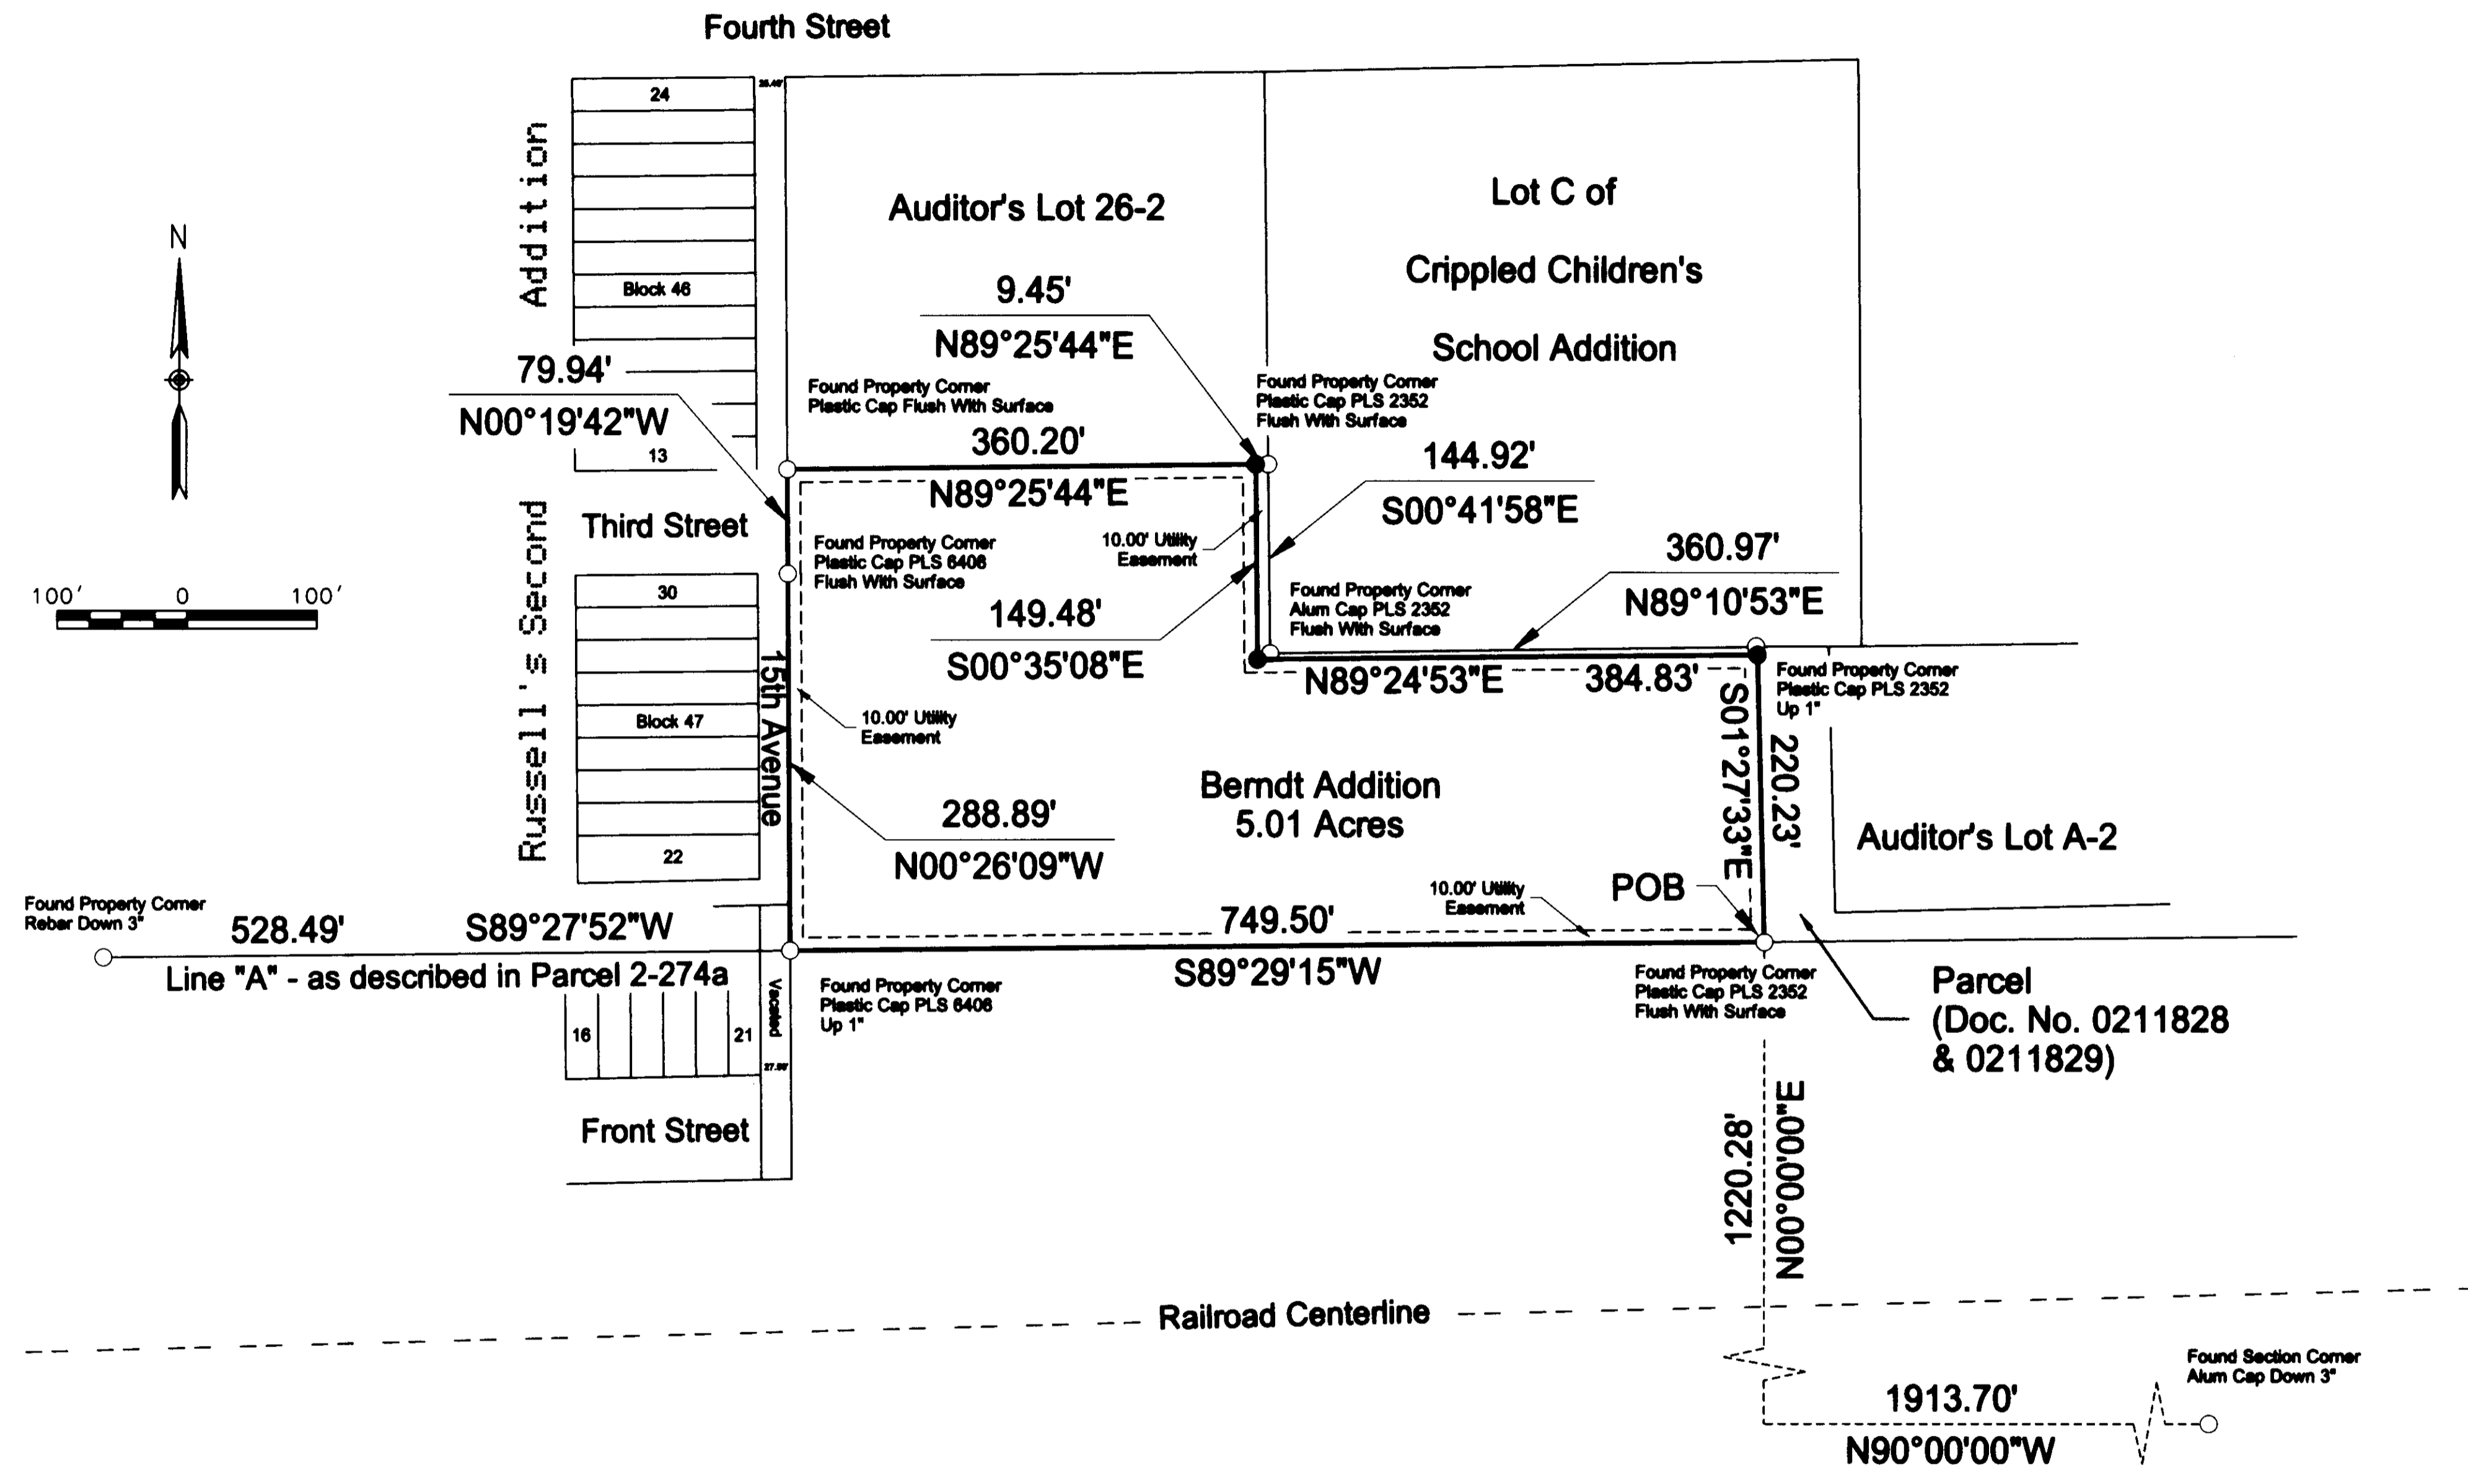 Fourth Street
24
25.40'
Addition
Auditor's Lot 26-2
Lot C of
Crippled Children's
School Addition
N
Block 46
9.45'
N89°25'44"E
79.94'
N00°19'42"W
Found Property Corner
Plastic Cap Flush With Surface
Found Property Corner
Plastic Cap PLS 2352
Flush With Surface
360.20'
N89°25'44"E
144.92'
S00°41'58"E
13
Third Street
Russell's Second
Found Property Corner
Plastic Cap PLS 6406
Flush With Surface
10.00' Utility
Easement
360.97'
N89°10'53"E
100' 0 100'
30
149.48'
S00°35'08"E
Found Property Corner
Alum Cap PLS 2352
Flush With Surface
N89°24'53"E 384.83'
Found Property Corner
Plastic Cap PLS 2352
Up 1"
15th Avenue
Block 47
10.00' Utility
Easement
S01°27'33"E
220.23'
Berndt Addition
5.01 Acres
288.89'
N00°26'09"W
Auditor's Lot A-2
22
POB
10.00' Utility
Easement
Found Property Corner
Rebar Down 3"
528.49' S89°27'52"W
Line "A" - as described in Parcel 2-274a
749.50'
S89°29'15"W
Vacated
Found Property Corner
Plastic Cap PLS 6406
Up 1"
Found Property Corner
Plastic Cap PLS 2352
Flush With Surface
Parcel
(Doc. No. 0211828
& 0211829)
16 21
Front Street
1220.28'
N00°00'00"E
Railroad Centerline
Found Section Corner
Alum Cap Down 3"
1913.70'
N90°00'00"W